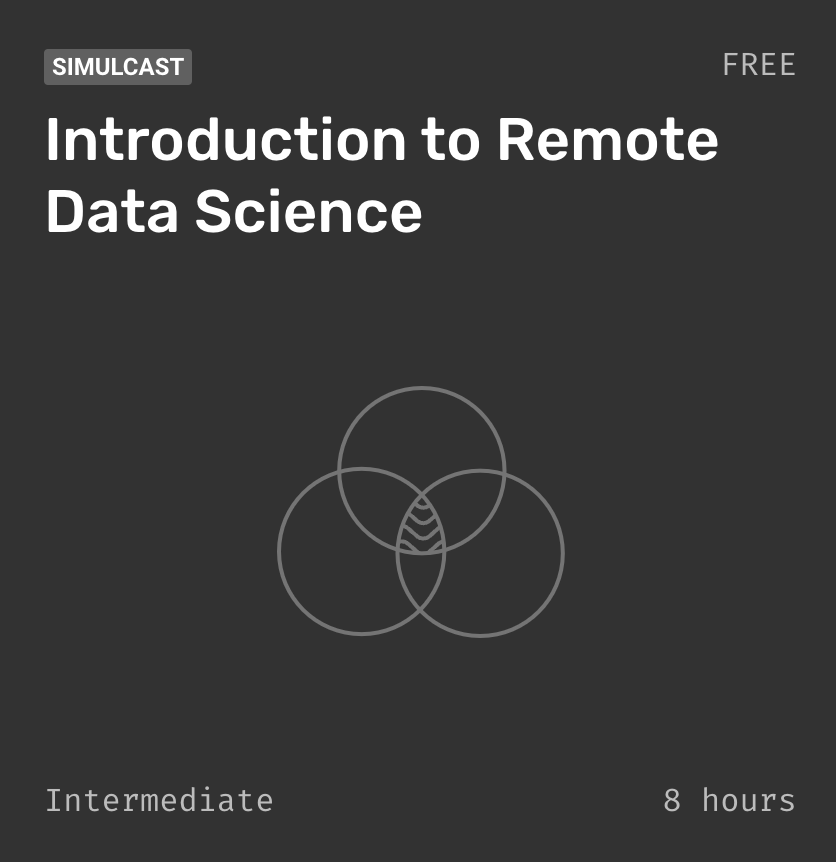 SIMULCAST
FREE
Introduction to Remote
Data Science
Intermediate
8 hours